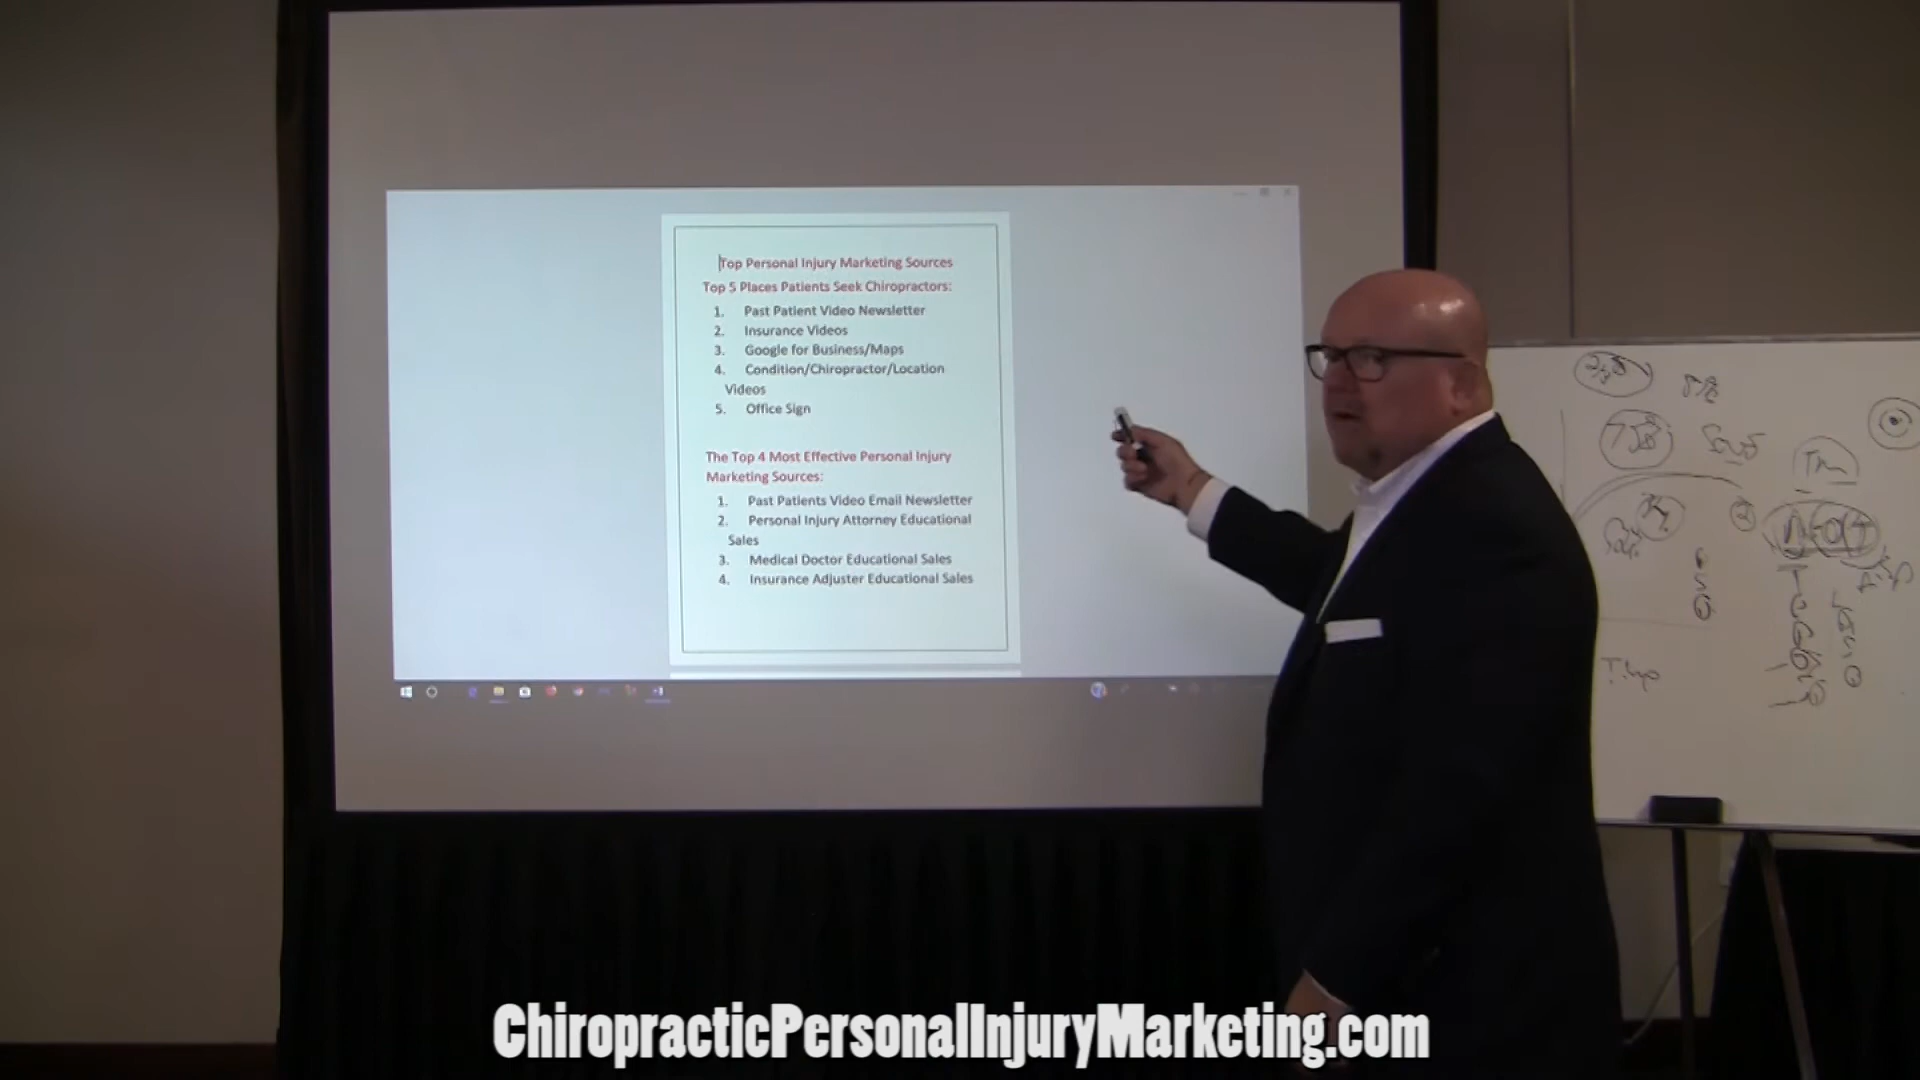 Top Personal Injury Marketing Sources
Top 5 Places Patients Seek Chiropractors:
1. Past Patient Video Newsletter
2. Insurance Videos
3. Google for Business/Maps
4. Condition/Chiropractor/Location
Videos
5. Office Sign
The Top 4 Most Effective Personal Injury
Marketing Sources:
1. Past Patients Video Email Newsletter
2. Personal Injury Attorney Educational
Sales
3. Medical Doctor Educational Sales
4. Insurance Adjuster Educational Sales
ChiropracticPersonalInjuryMarketing.com